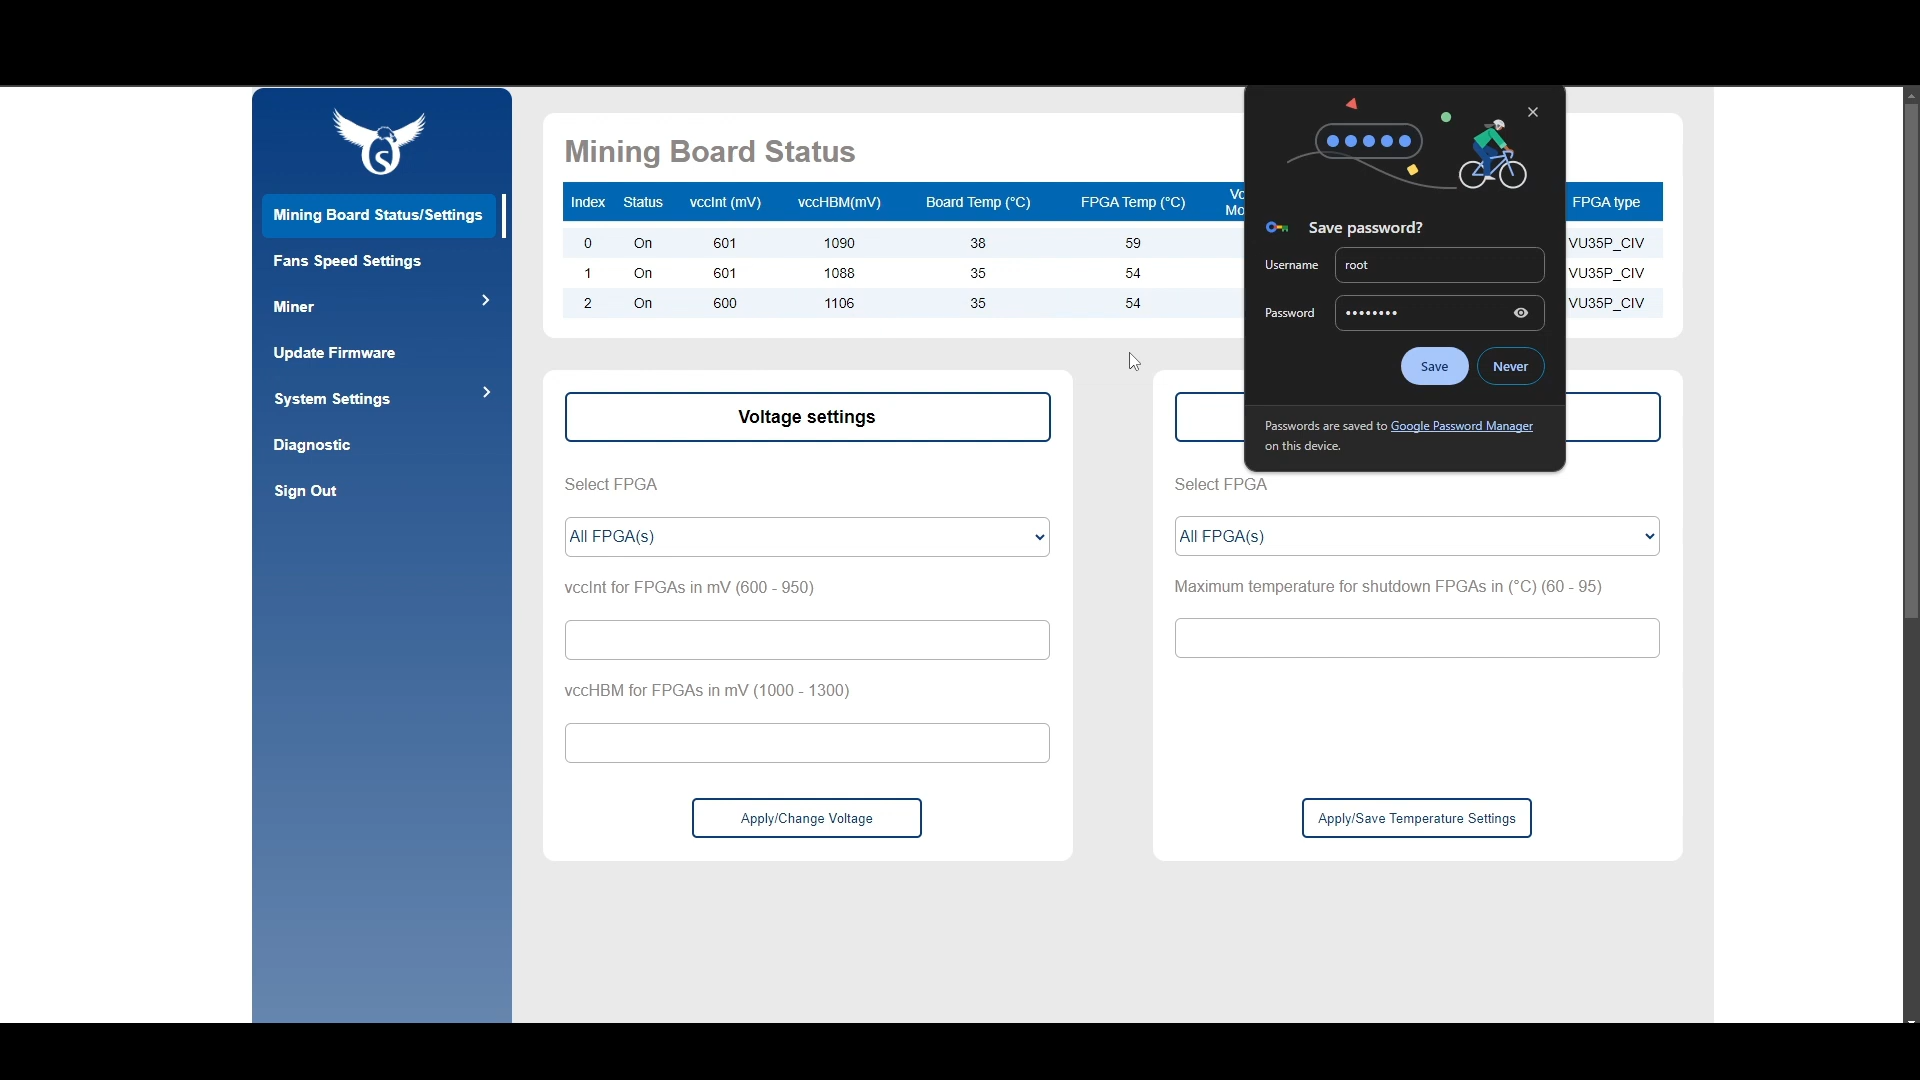 Mining Board Status/Settings
Fans Speed Settings
Miner
Update Firmware
System Settings
Diagnostic
Sign Out
Mining Board Status
Index Status vccInt (mV) vccHBM(mV) Board Temp (°C) FPGA Temp (°C) FPGA type
0 On 601 1090 38 59 VU35P_CIV
1 On 601 1088 35 54 VU35P_CIV
2 On 600 1106 35 54 VU35P_CIV
Save password?
Username root
Password ••••••••
Save Never
Passwords are saved to Google Password Manager
on this device.
Voltage settings
Select FPGA
All FPGA(s)
vccInt for FPGAs in mV (600 - 950)
vccHBM for FPGAs in mV (1000 - 1300)
Apply/Change Voltage
Select FPGA
All FPGA(s)
Maximum temperature for shutdown FPGAs in (°C) (60 - 95)
Apply/Save Temperature Settings